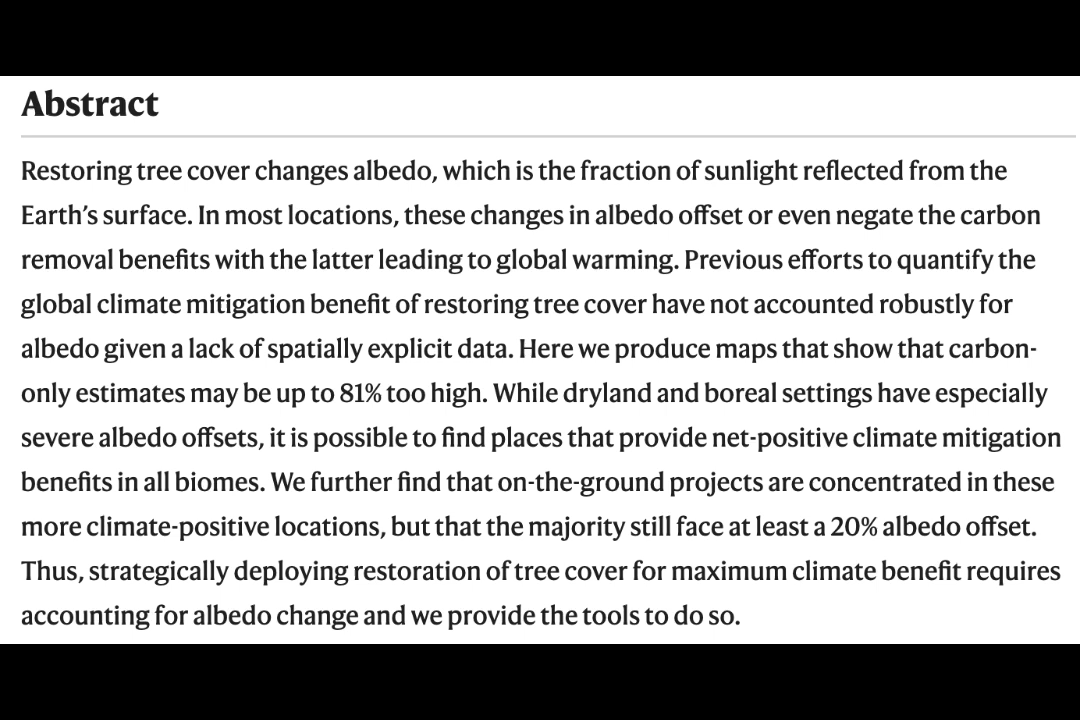 Abstract
Restoring tree cover changes albedo, which is the fraction of sunlight reflected from the
Earth’s surface. In most locations, these changes in albedo offset or even negate the carbon
removal benefits with the latter leading to global warming. Previous efforts to quantify the
global climate mitigation benefit of restoring tree cover have not accounted robustly for
albedo given a lack of spatially explicit data. Here we produce maps that show that carbon-
only estimates may be up to 81% too high. While dryland and boreal settings have especially
severe albedo offsets, it is possible to find places that provide net-positive climate mitigation
benefits in all biomes. We further find that on-the-ground projects are concentrated in these
more climate-positive locations, but that the majority still face at least a 20% albedo offset.
Thus, strategically deploying restoration of tree cover for maximum climate benefit requires
accounting for albedo change and we provide the tools to do so.